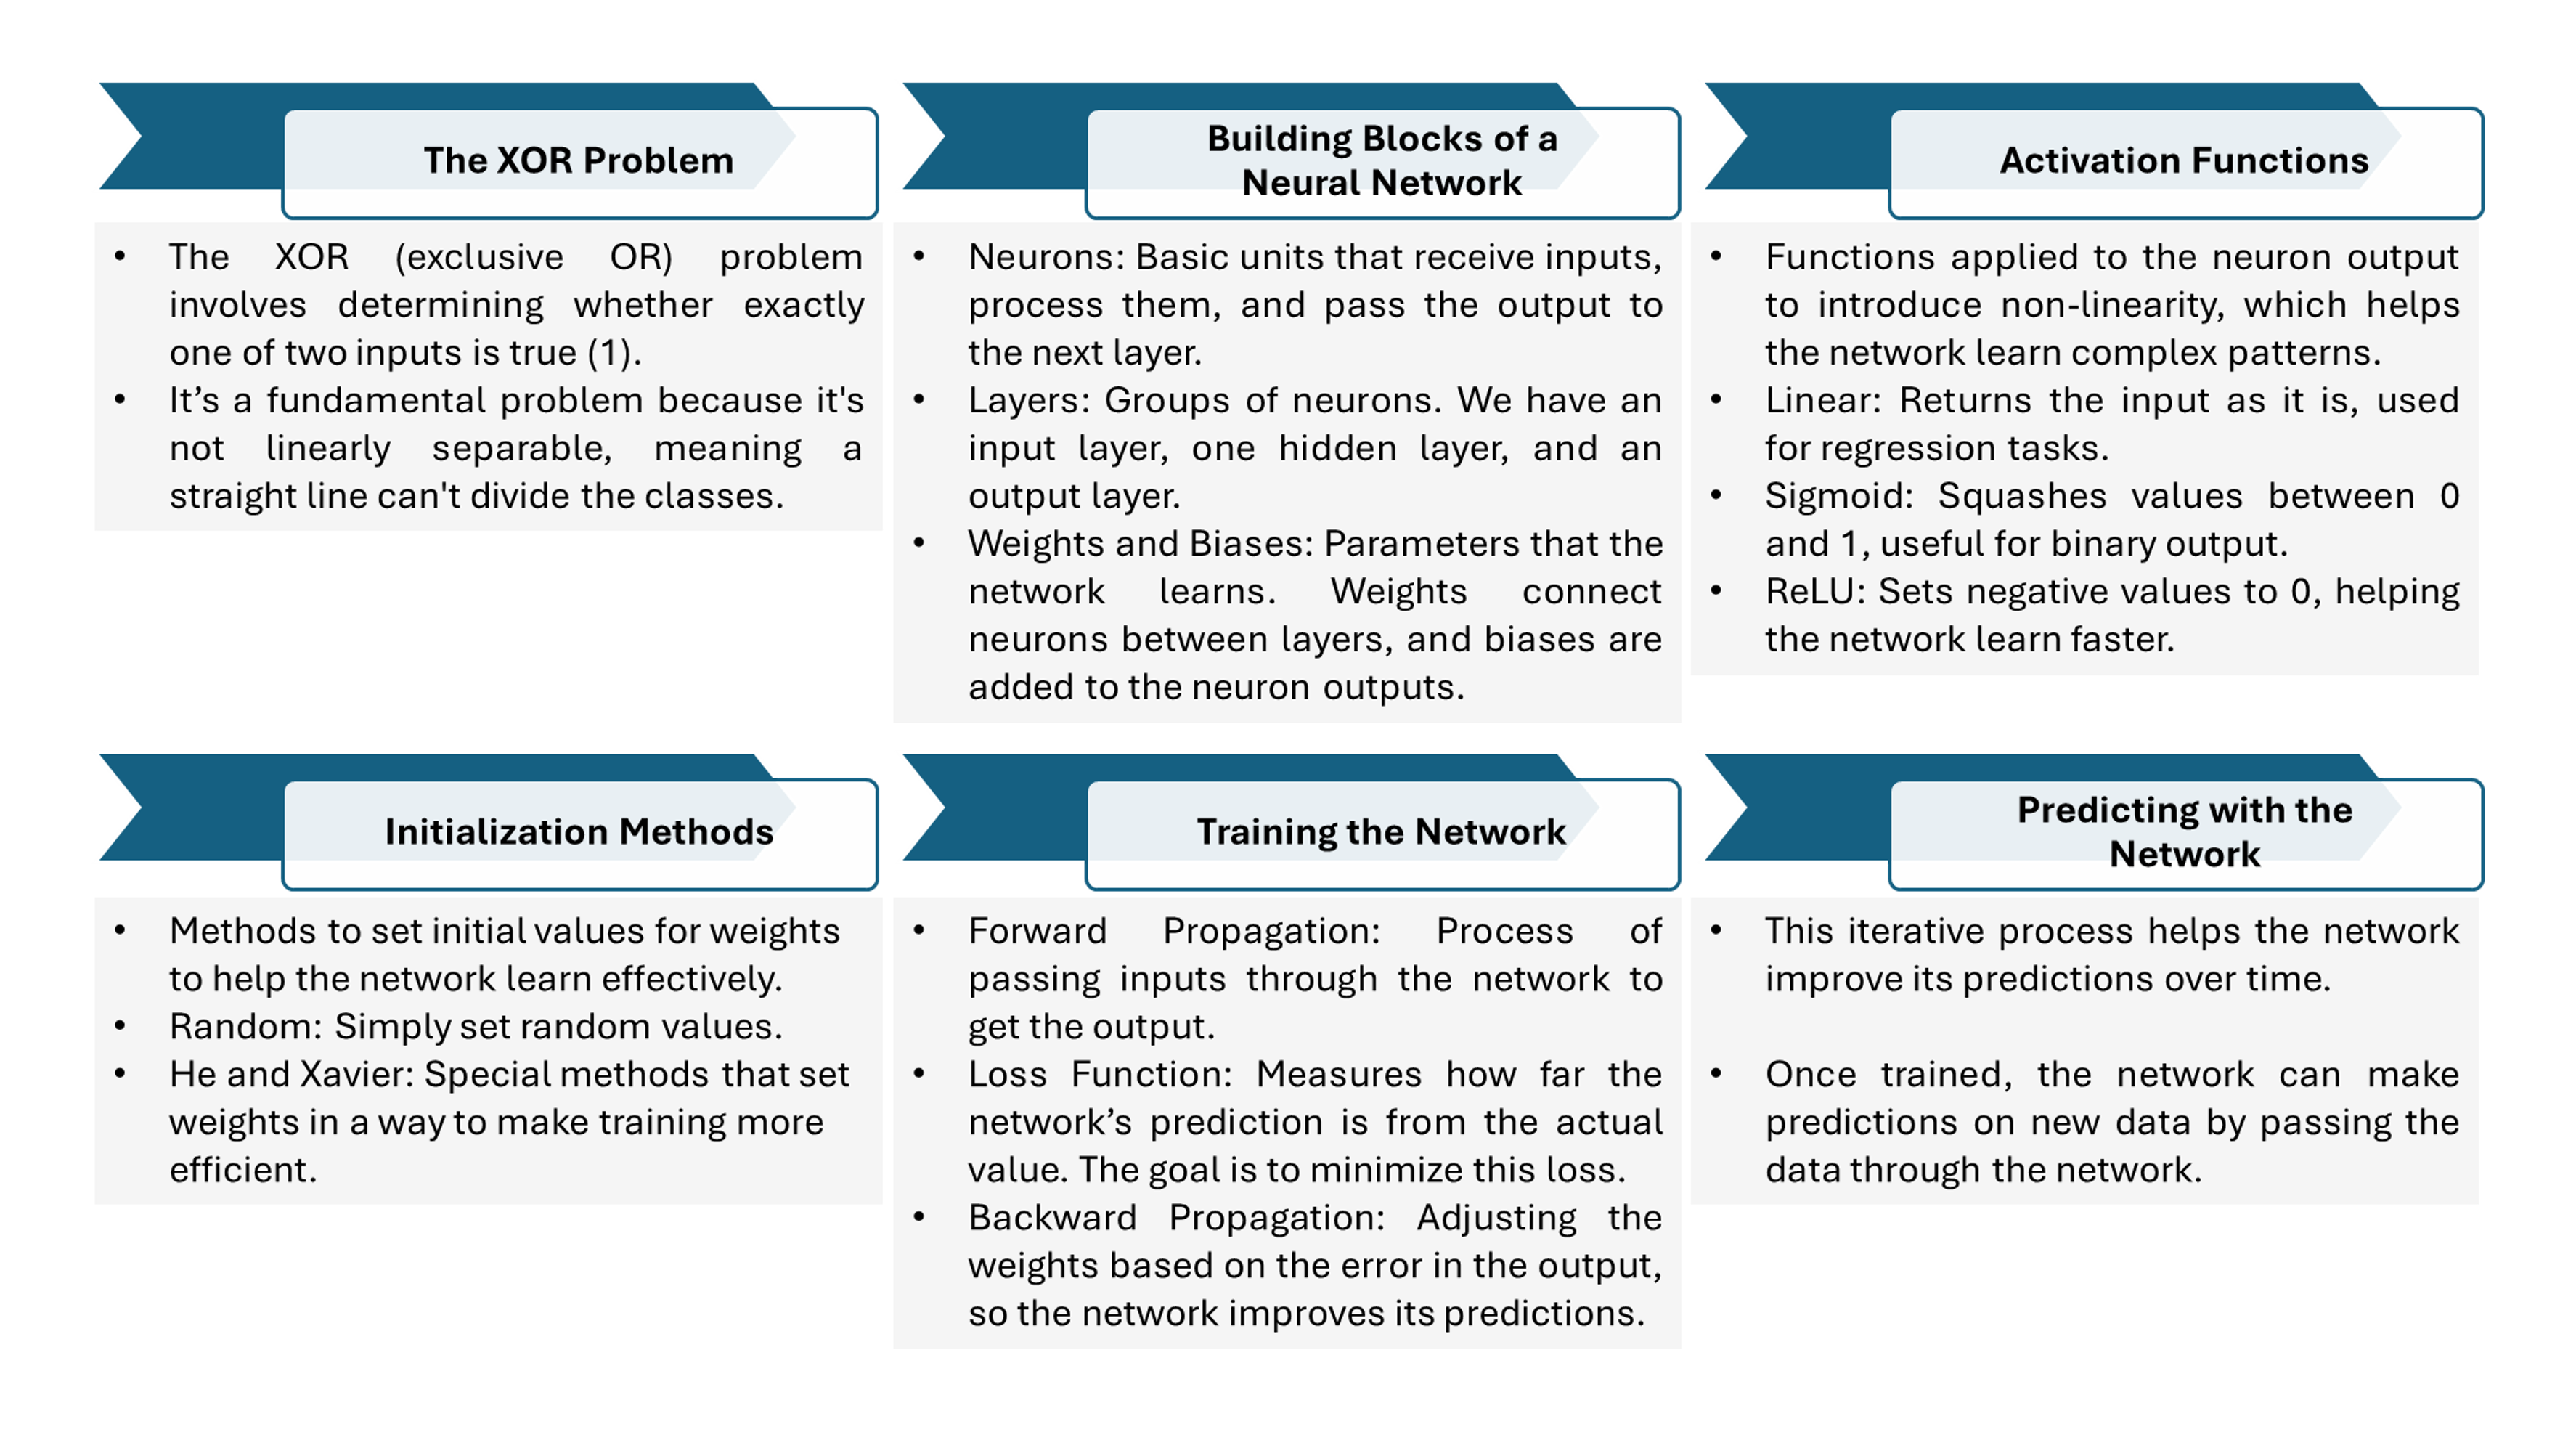 The XOR Problem
• The XOR (exclusive OR) problem
involves determining whether exactly
one of two inputs is true (1).
• It’s a fundamental problem because it's
not linearly separable, meaning a
straight line can't divide the classes.
Building Blocks of a
Neural Network
• Neurons: Basic units that receive inputs,
process them, and pass the output to
the next layer.
• Layers: Groups of neurons. We have an
input layer, one hidden layer, and an
output layer.
• Weights and Biases: Parameters that the
network learns. Weights connect
neurons between layers, and biases are
added to the neuron outputs.
Activation Functions
• Functions applied to the neuron output
to introduce non-linearity, which helps
the network learn complex patterns.
• Linear: Returns the input as it is, used
for regression tasks.
• Sigmoid: Squashes values between 0
and 1, useful for binary output.
• ReLU: Sets negative values to 0, helping
the network learn faster.
Initialization Methods
• Methods to set initial values for weights
to help the network learn effectively.
• Random: Simply set random values.
• He and Xavier: Special methods that set
weights in a way to make training more
efficient.
Training the Network
• Forward Propagation: Process of
passing inputs through the network to
get the output.
• Loss Function: Measures how far the
network’s prediction is from the actual
value. The goal is to minimize this loss.
• Backward Propagation: Adjusting the
weights based on the error in the output,
so the network improves its predictions.
Predicting with the
Network
• This iterative process helps the network
improve its predictions over time.
• Once trained, the network can make
predictions on new data by passing the
data through the network.